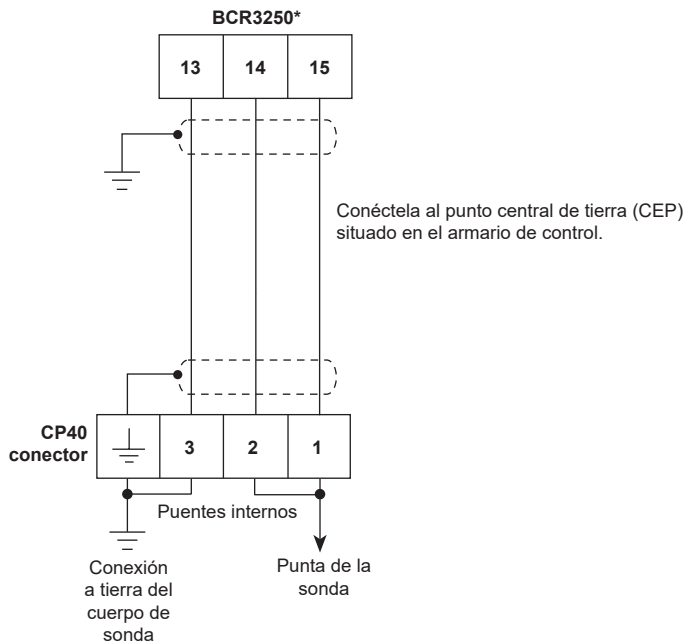 BCR3250*
13 14 15
Conéctela al punto central de tierra (CEP)
situado en el armario de control.
CP40
conector
3 2 1
Puentes internos
Conexión
a tierra del
cuerpo de
sonda
Punta de la
sonda